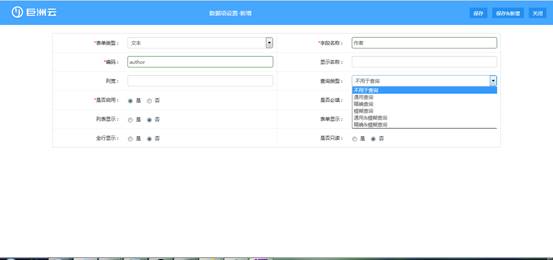 巨洲云
数据项设置-新增
保存
保存&新增
关闭
*表单类型：
文本
*字段名称：
作者
*编码：
author
显示名称：
列宽：
查询类型：
不用于查询
不用于查询
通用查询
精确查询
模糊查询
通用&模糊查询
精确&模糊查询
*是否启用：
是
否
是否必填：
列表显示：
是
否
表单显示：
全行显示：
是
否
是否只读：
是
否